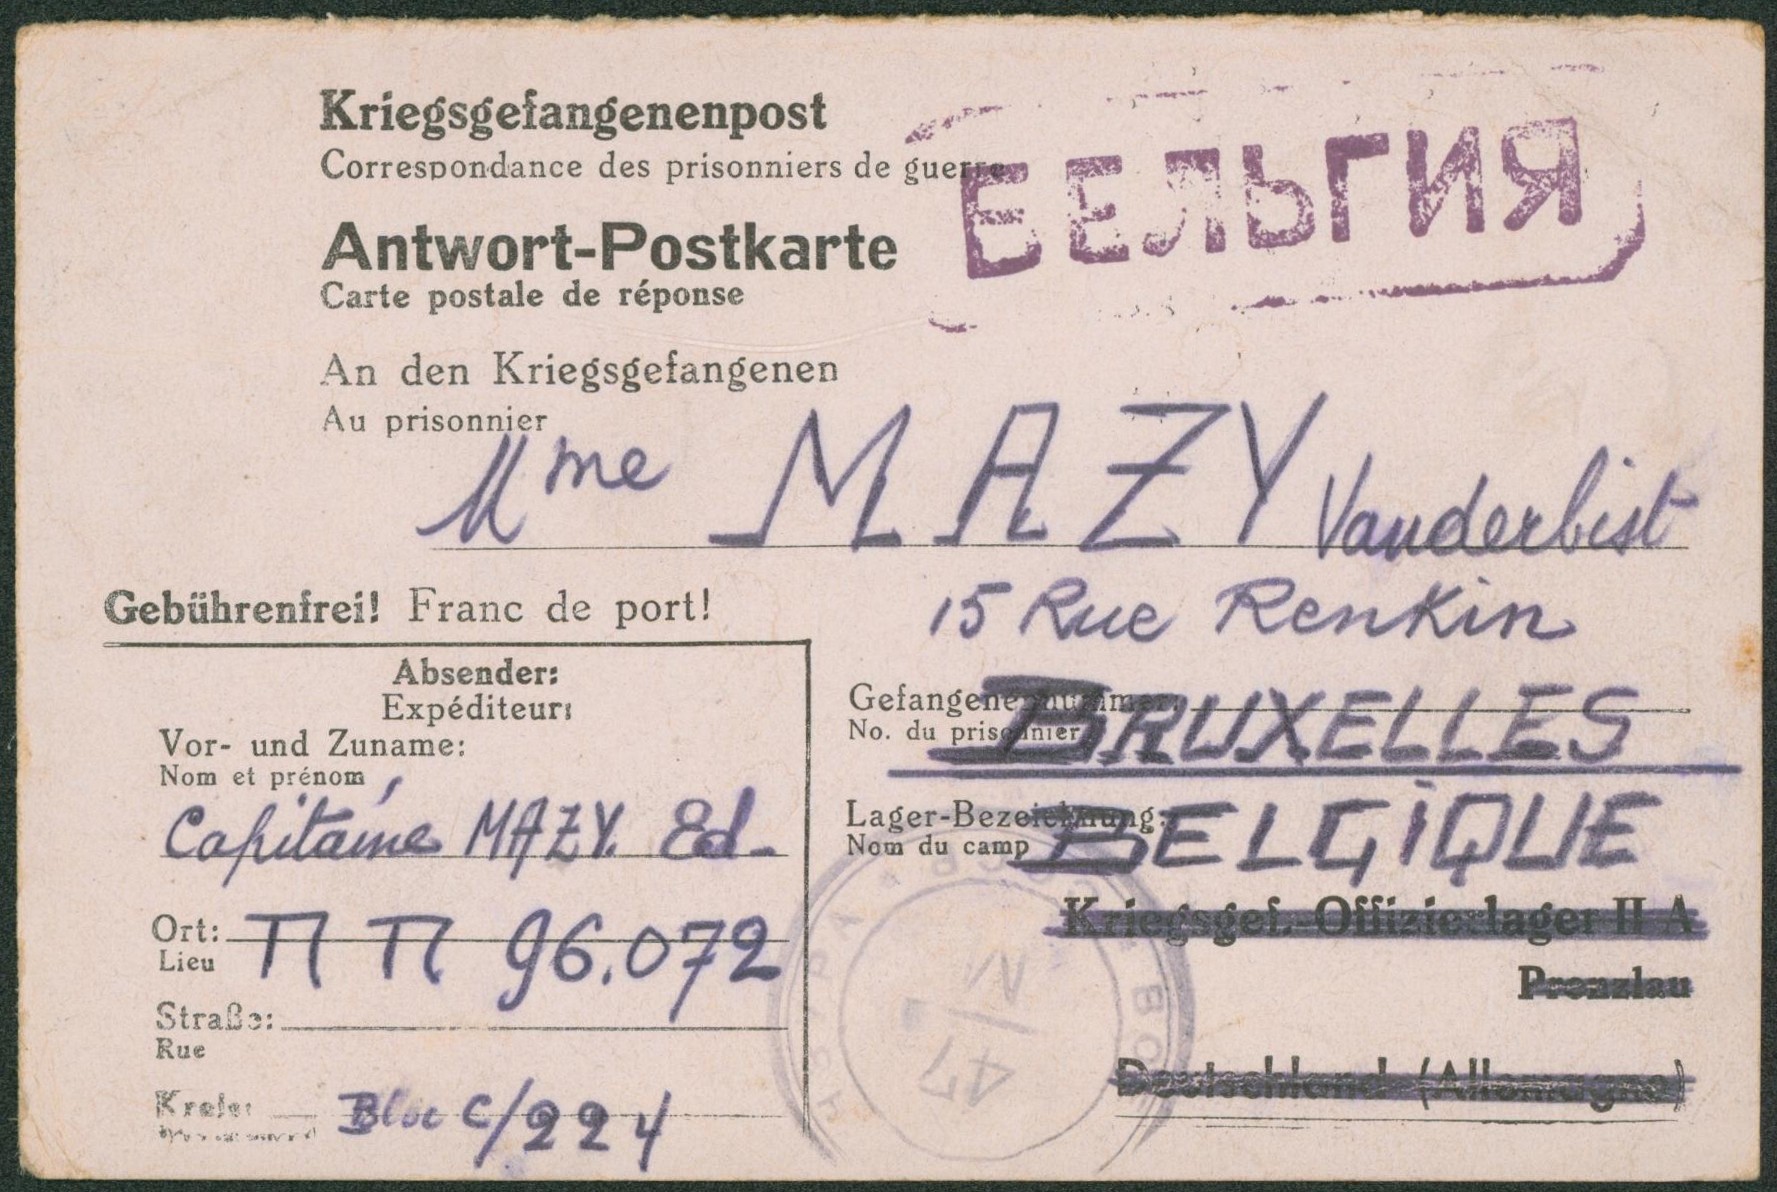 Kriegsgefangenenpost
Correspondance des prisonniers de guerre
БЕЛЬГИЯ
Antwort-Postkarte
Carte postale de réponse
An den Kriegsgefangenen
Au prisonnier
Mme MAZY Vanderbist
15 Rue Renkin
Gebührenfrei! Franc de port!
Absender:
Expéditeur:
Vor- und Zuname:
Nom et prénom
Capitaine MAZY. Ed.
Ort: П П 96.072
Lieu
Straße:
Rue
Kreis: Bloc C/224
Gefangenennummer:
No. du prisonnier
BRUXELLES
Lager-Bezeichnung:
Nom du camp
BELGIQUE
Kriegsgef.-Offizierlager II A
Prenzlau
Deutschland (Allemagne)